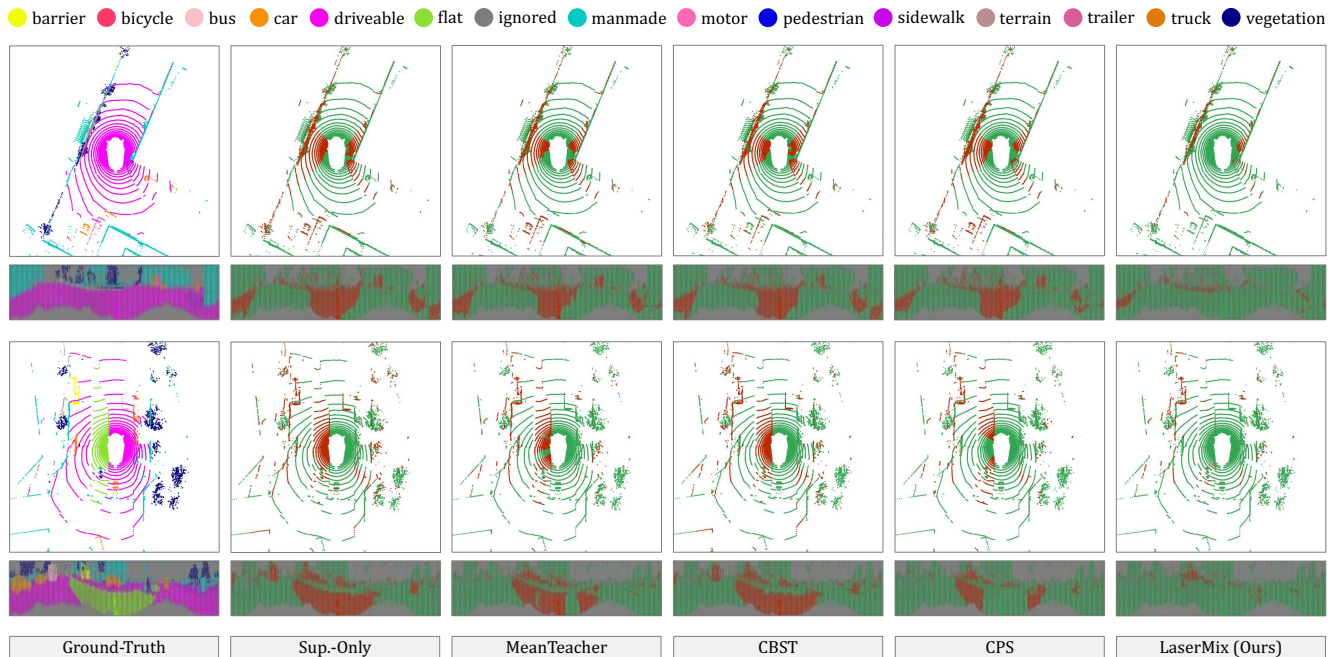 barrier bicycle bus car driveable flat ignored manmade motor pedestrian sidewalk terrain trailer truck vegetation
Ground-Truth Sup.-Only MeanTeacher CBST CPS LaserMix (Ours)